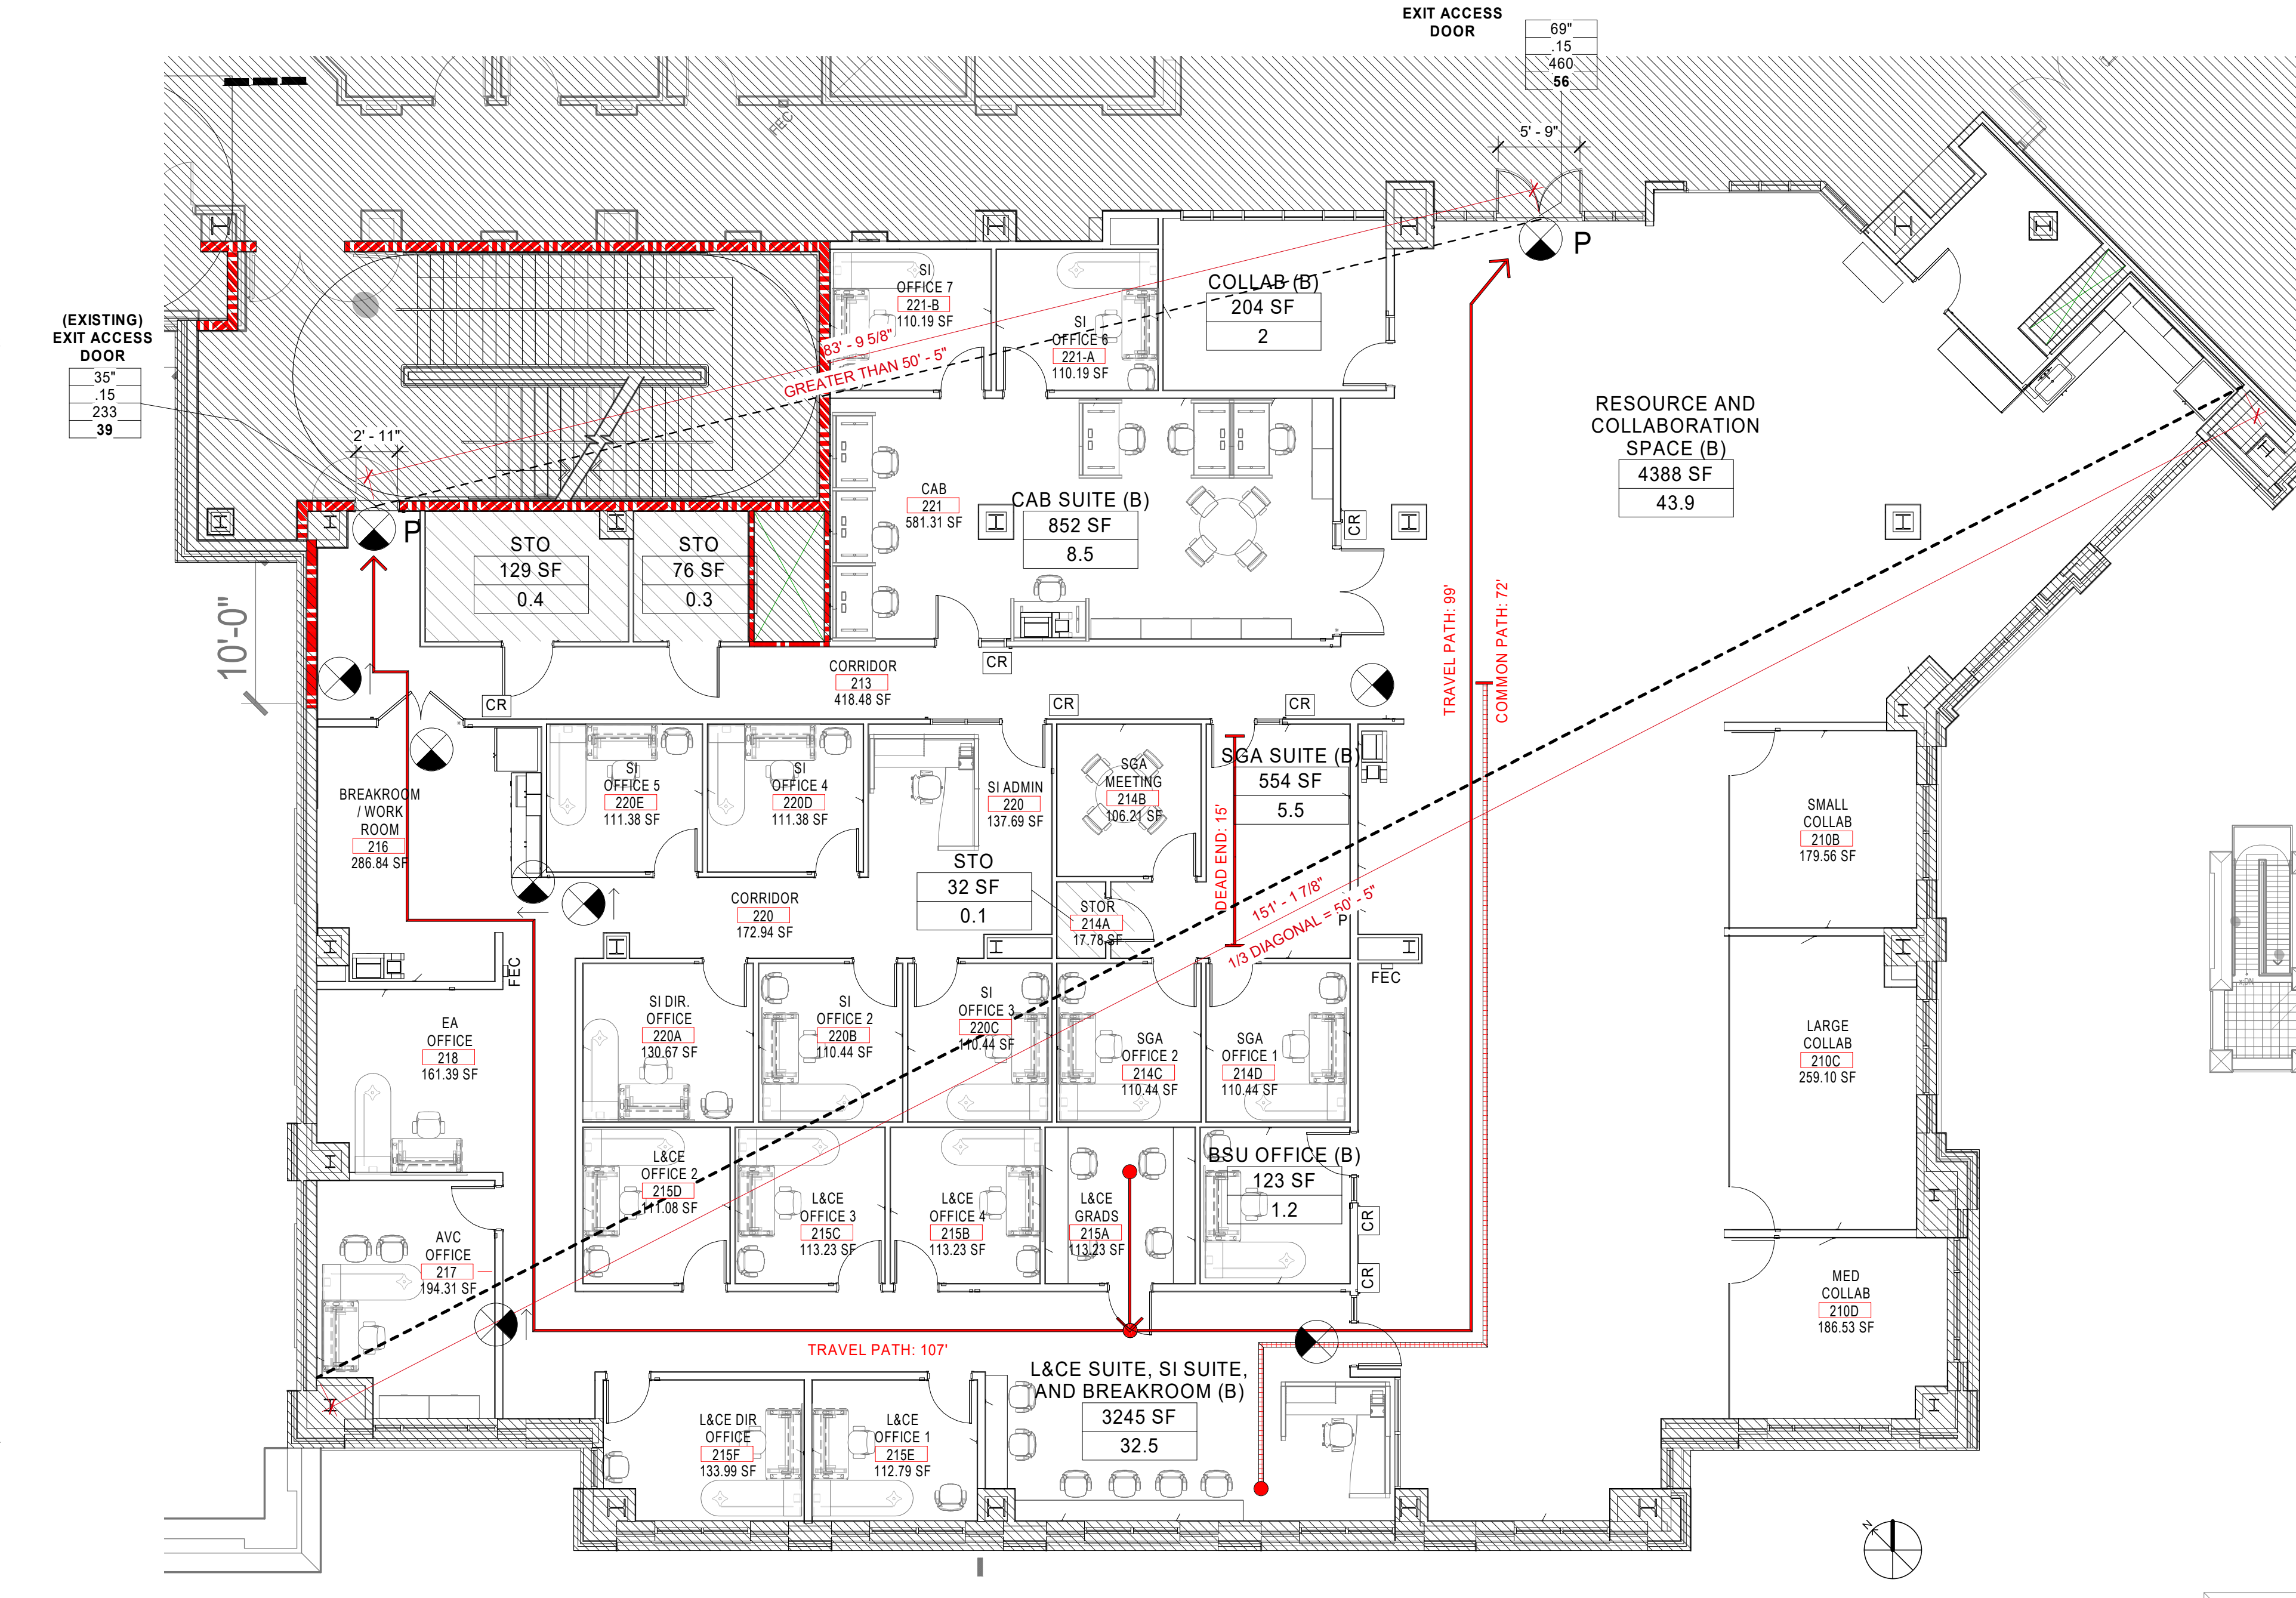 EXIT ACCESS
DOOR
69"
.15
460
56
5' - 9"
FEC
P
(EXISTING)
EXIT ACCESS
DOOR
35"
.15
233
39
2' - 11"
P
10'-0"
SI
OFFICE 7
221-B
110.19 SF
SI
OFFICE 6
221-A
110.19 SF
COLLAB (B)
204 SF
2
83' - 9 5/8"
GREATER THAN 50' - 5"
RESOURCE AND
COLLABORATION
SPACE (B)
4388 SF
43.9
CAB
221
581.31 SF
CAB SUITE (B)
852 SF
8.5
CR
STO
129 SF
0.4
STO
76 SF
0.3
CORRIDOR
213
418.48 SF
CR
CR
CR
CR
TRAVEL PATH: 99'
COMMON PATH: 72'
BREAKROOM
/ WORK
ROOM
216
286.84 SF
SI
OFFICE 5
220E
111.38 SF
SI
OFFICE 4
220D
111.38 SF
SI ADMIN
220
137.69 SF
SGA
MEETING
214B
106.21 SF
SGA SUITE (B)
554 SF
5.5
DEAD END: 15'
SMALL
COLLAB
210B
179.56 SF
STO
32 SF
0.1
CORRIDOR
220
172.94 SF
STOR
214A
17.78 SF
151' - 1 7/8"
1/3 DIAGONAL = 50' - 5"
P
FEC
FEC
EA
OFFICE
218
161.39 SF
SI DIR.
OFFICE
220A
130.67 SF
SI
OFFICE 2
220B
110.44 SF
SI
OFFICE 3
220C
110.44 SF
SGA
OFFICE 2
214C
110.44 SF
SGA
OFFICE 1
214D
110.44 SF
LARGE
COLLAB
210C
259.10 SF
DN
L&CE
OFFICE 2
215D
111.08 SF
L&CE
OFFICE 3
215C
113.23 SF
L&CE
OFFICE 4
215B
113.23 SF
L&CE
GRADS
215A
113.23 SF
BSU OFFICE (B)
123 SF
1.2
CR
CR
AVC
OFFICE
217
194.31 SF
MED
COLLAB
210D
186.53 SF
TRAVEL PATH: 107'
L&CE SUITE, SI SUITE,
AND BREAKROOM (B)
3245 SF
32.5
L&CE DIR
OFFICE
215F
133.99 SF
L&CE
OFFICE 1
215E
112.79 SF
N